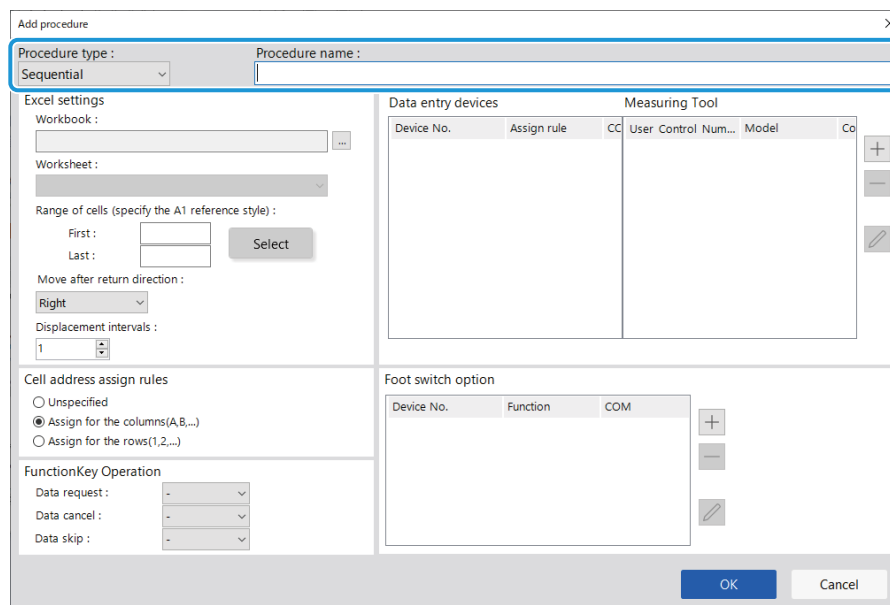 Add procedure
Procedure type :
Procedure name :
Sequential
Excel settings
Workbook :
...
Worksheet :
Range of cells (specify the A1 reference style) :
First :
Last :
Select
Move after return direction :
Right
Displacement intervals :
1
Data entry devices
Device No. Assign rule CC
Measuring Tool
User Control Num... Model Co
Cell address assign rules
Unspecified
Assign for the columns(A,B,...)
Assign for the rows(1,2,...)
Foot switch option
Device No. Function COM
FunctionKey Operation
Data request : -
Data cancel : -
Data skip : -
OK Cancel